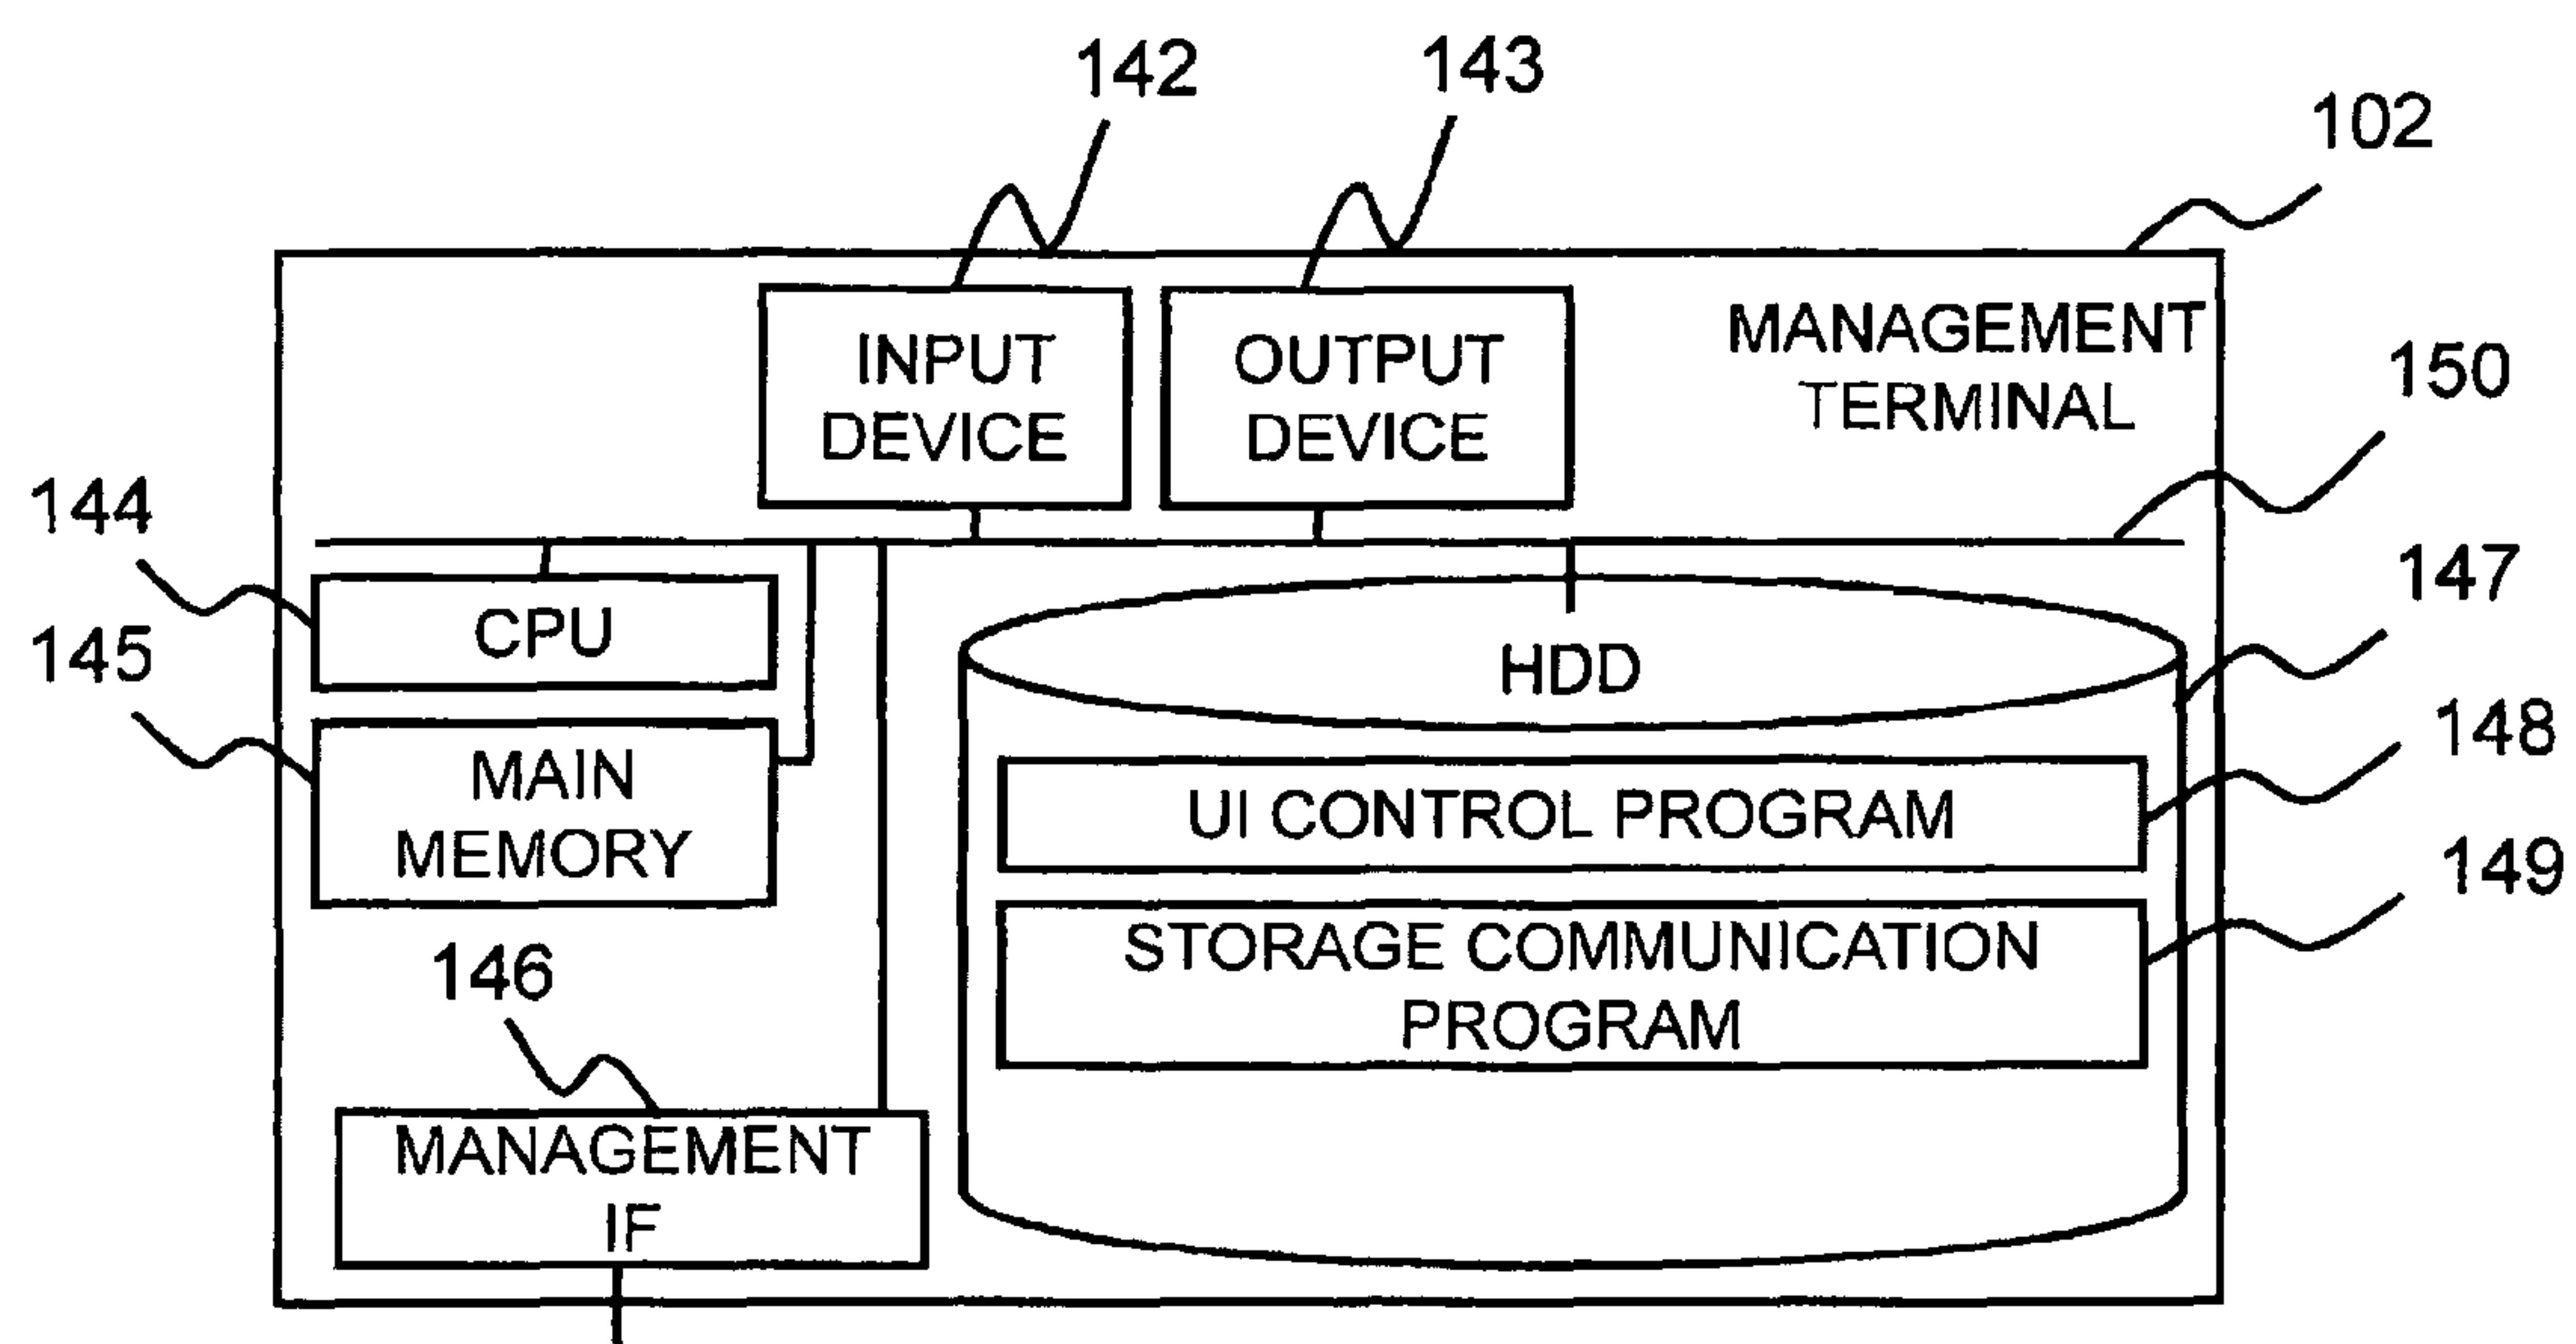 142
143
102
INPUT
DEVICE
OUTPUT
DEVICE
MANAGEMENT
TERMINAL
150
144
CPU
145
MAIN
MEMORY
146
MANAGEMENT
IF
HDD
147
UI CONTROL PROGRAM
148
STORAGE COMMUNICATION
PROGRAM
149